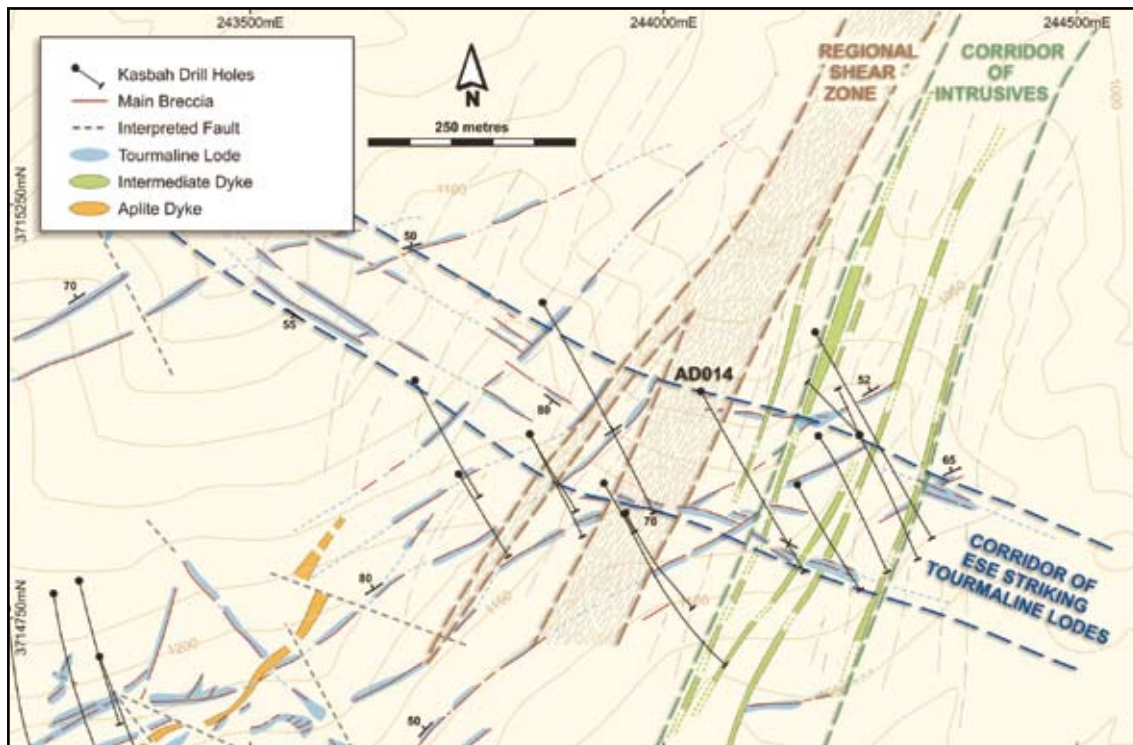 243500mE
244000mE
244500mE
Kasbah Drill Holes
Main Breccia
Interpreted Fault
Tourmaline Lode
Intermediate Dyke
Aplite Dyke
N
250 metres
REGIONAL
SHEAR
ZONE
CORRIDOR
OF
INTRUSIVES
1000
1100
3715250mN
50
70
55
1050
AD014
52
80
65
70
CORRIDOR OF
ESE STRIKING
TOURMALINE LODES
80
1150
3714750mN
1200
50